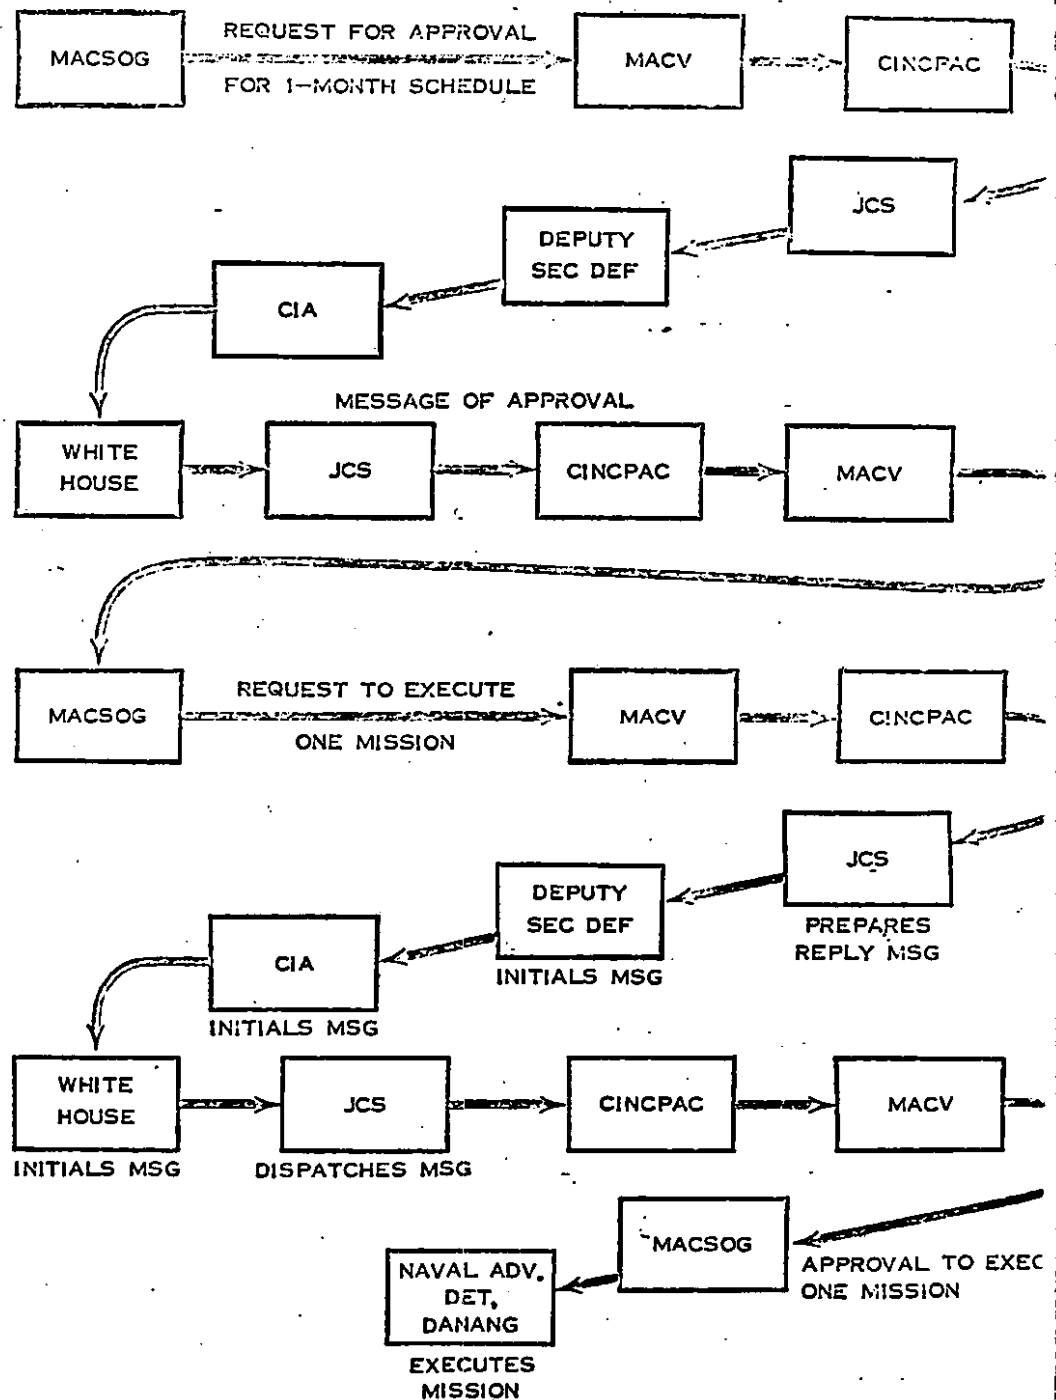 MACSOG
REQUEST FOR APPROVAL
FOR 1-MONTH SCHEDULE
MACV
CINCPAC
JCS
DEPUTY
SEC DEF
CIA
MESSAGE OF APPROVAL
WHITE
HOUSE
JCS
CINCPAC
MACV
MACSOG
REQUEST TO EXECUTE
ONE MISSION
MACV
CINCPAC
JCS
PREPARES
REPLY MSG
DEPUTY
SEC DEF
INITIALS MSG
CIA
INITIALS MSG
WHITE
HOUSE
INITIALS MSG
JCS
DISPATCHES MSG
CINCPAC
MACV
MACSOG
APPROVAL TO EXEC
ONE MISSION
NAVAL ADV.
DET,
DANANG
EXECUTES
MISSION